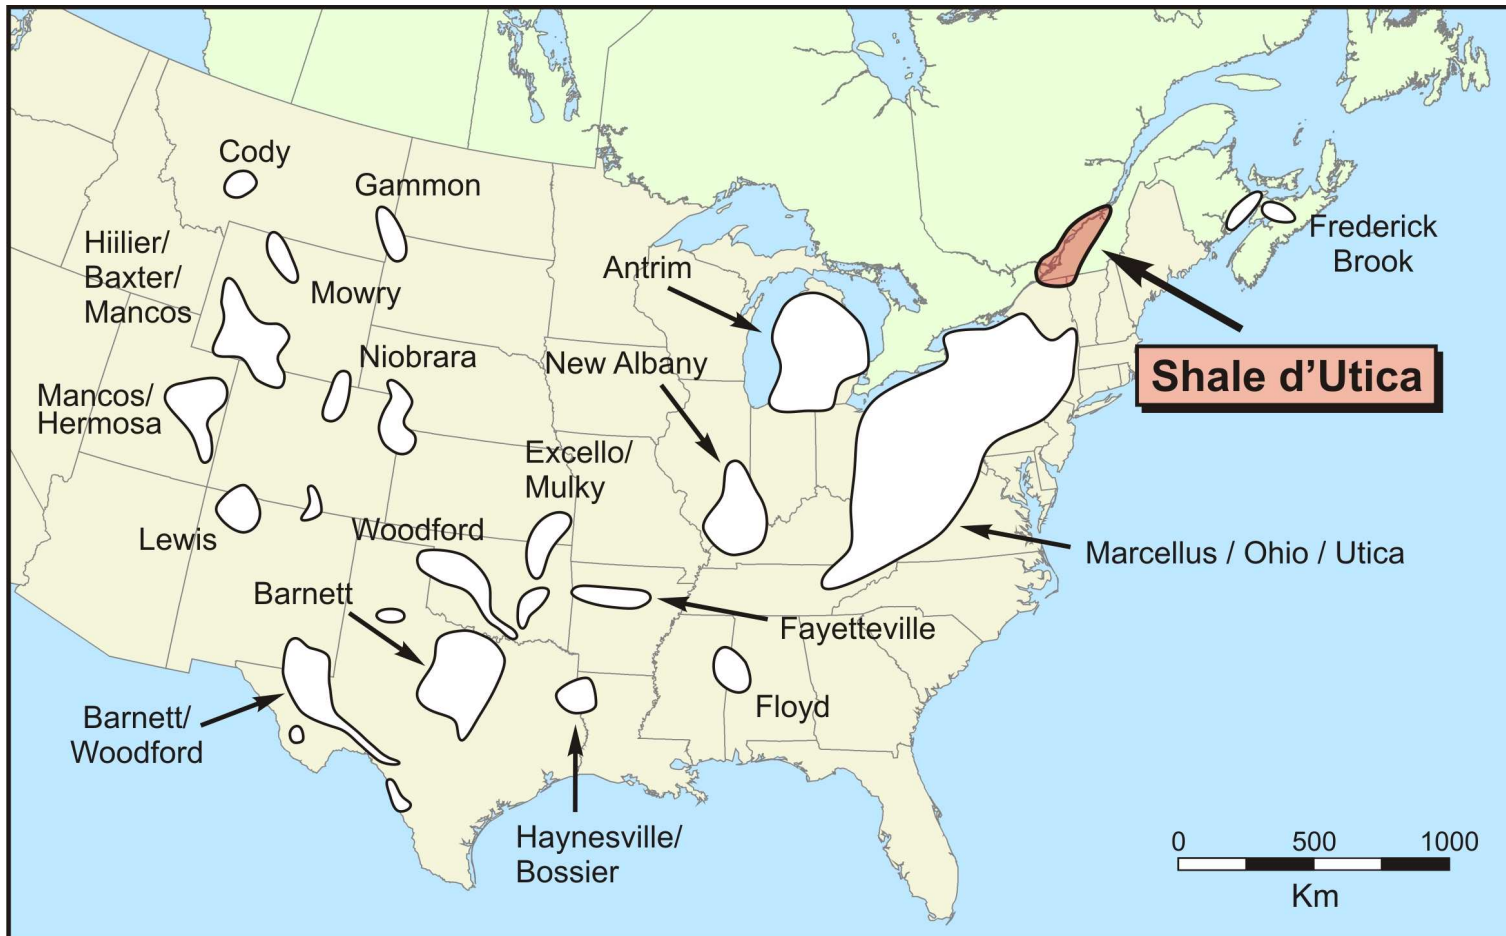 Cody
Gammon
Hiilier/
Baxter/
Mancos
Mowry
Antrim
Frederick
Brook
Niobrara
New Albany
Shale d’Utica
Mancos/
Hermosa
Excello/
Mulky
Lewis
Woodford
Marcellus / Ohio / Utica
Barnett
Fayetteville
Floyd
Barnett/
Woodford
Haynesville/
Bossier
0 500 1000
Km